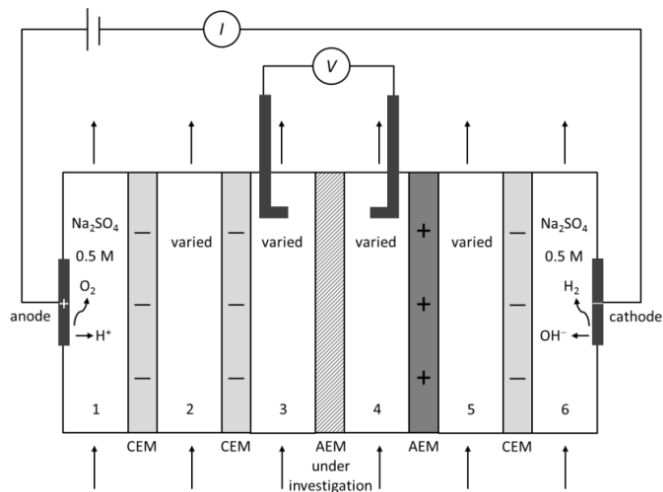 I
V
Na₂SO₄
0.5 M
O₂
H⁺
+
anode
1
— — —
CEM
varied
2
— — —
CEM
varied
3
AEM
under
investigation
varied
4
+ + +
AEM
varied
5
— — —
CEM
Na₂SO₄
0.5 M
H₂
OH⁻
—
cathode
6